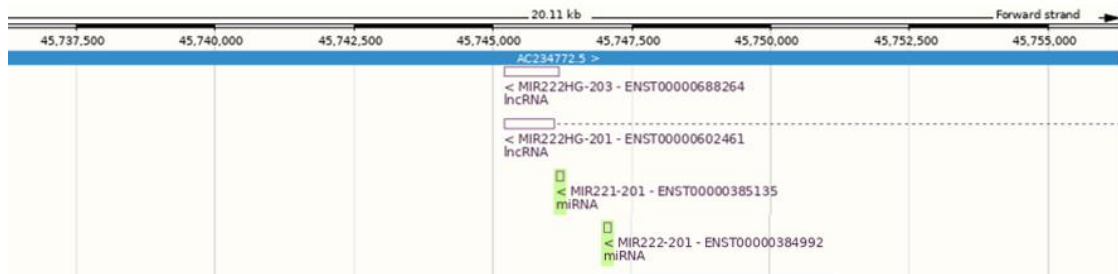 20.11 kb Forward strand
45,737,500 45,740,000 45,742,500 45,745,000 45,747,500 45,750,000 45,752,500 45,755,000
AC234772.5 >
< MIR222HG-203 - ENST00000688264
lncRNA
< MIR222HG-201 - ENST00000602461
lncRNA
< MIR221-201 - ENST00000385135
miRNA
< MIR222-201 - ENST00000384992
miRNA